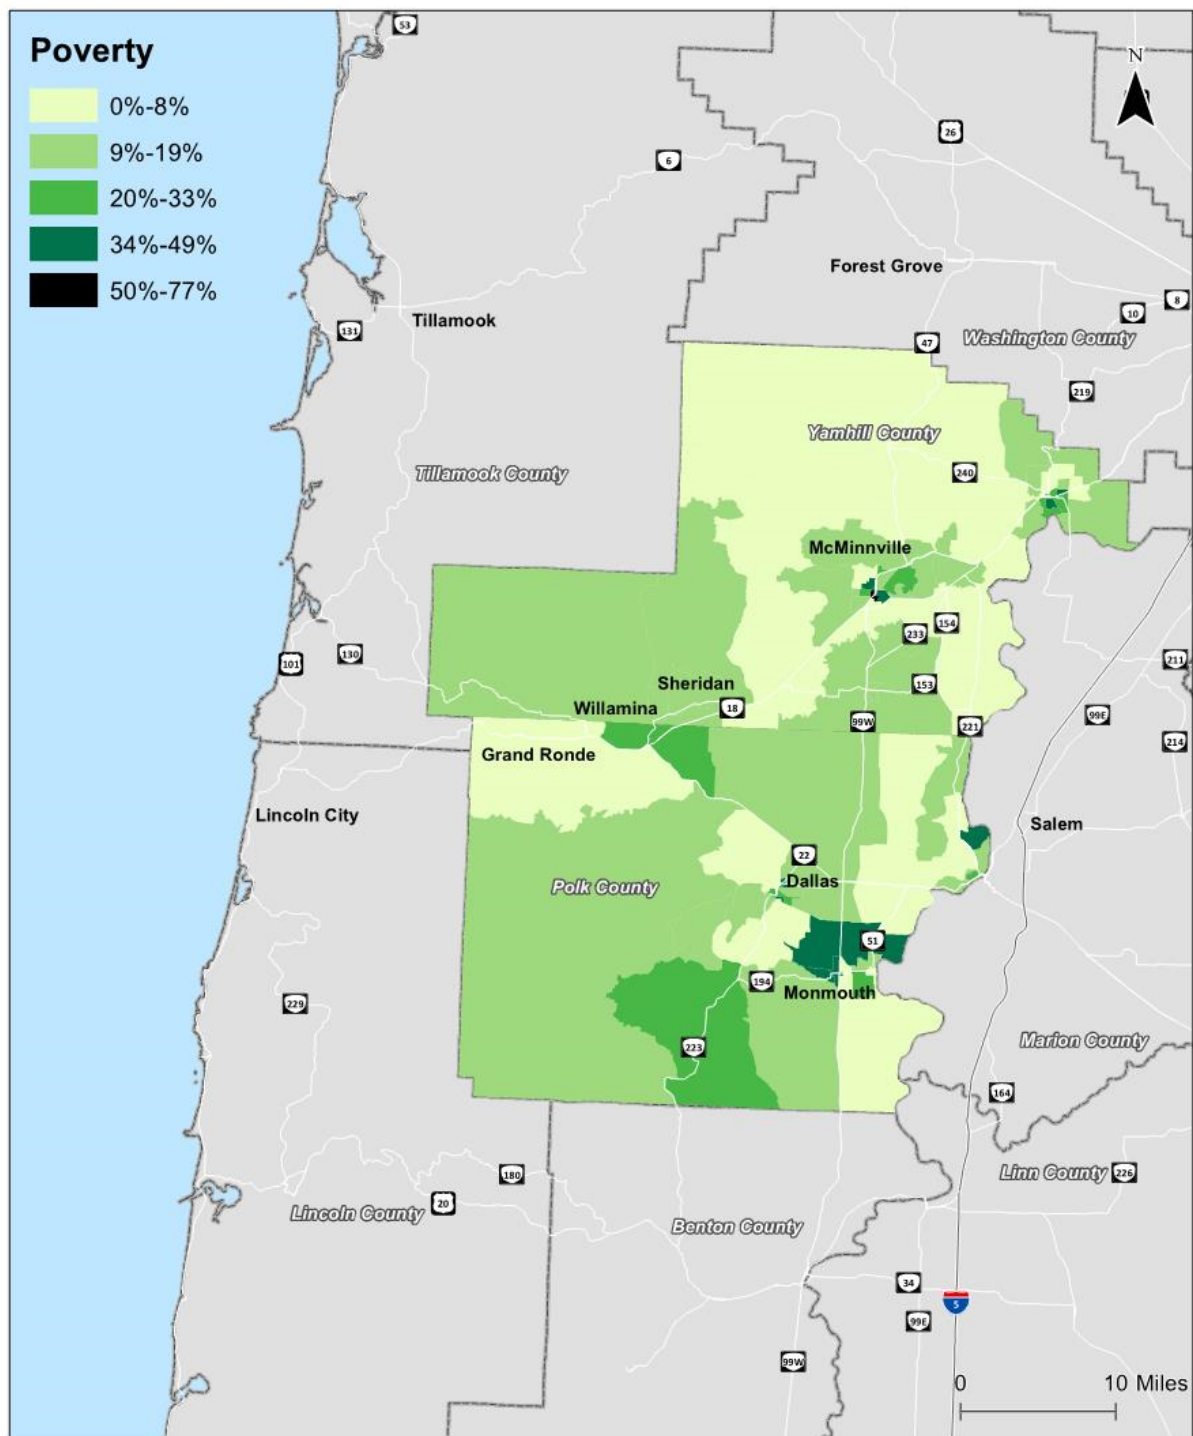 Poverty
0%-8%
9%-19%
20%-33%
34%-49%
50%-77%
53
N
26
6
Forest Grove
8
10
Tillamook
131
47
Washington County
219
Yamhill County
240
Tillamook County
McMinnville
154
233
130
101
211
Sheridan
153
Willamina
18
99W
221
99E
214
Grand Ronde
Lincoln City
Salem
22
Dallas
Polk County
51
194
Monmouth
229
223
Marion County
164
Linn County
226
180
20
Lincoln County
Benton County
34
5
99E
99W
0
10 Miles